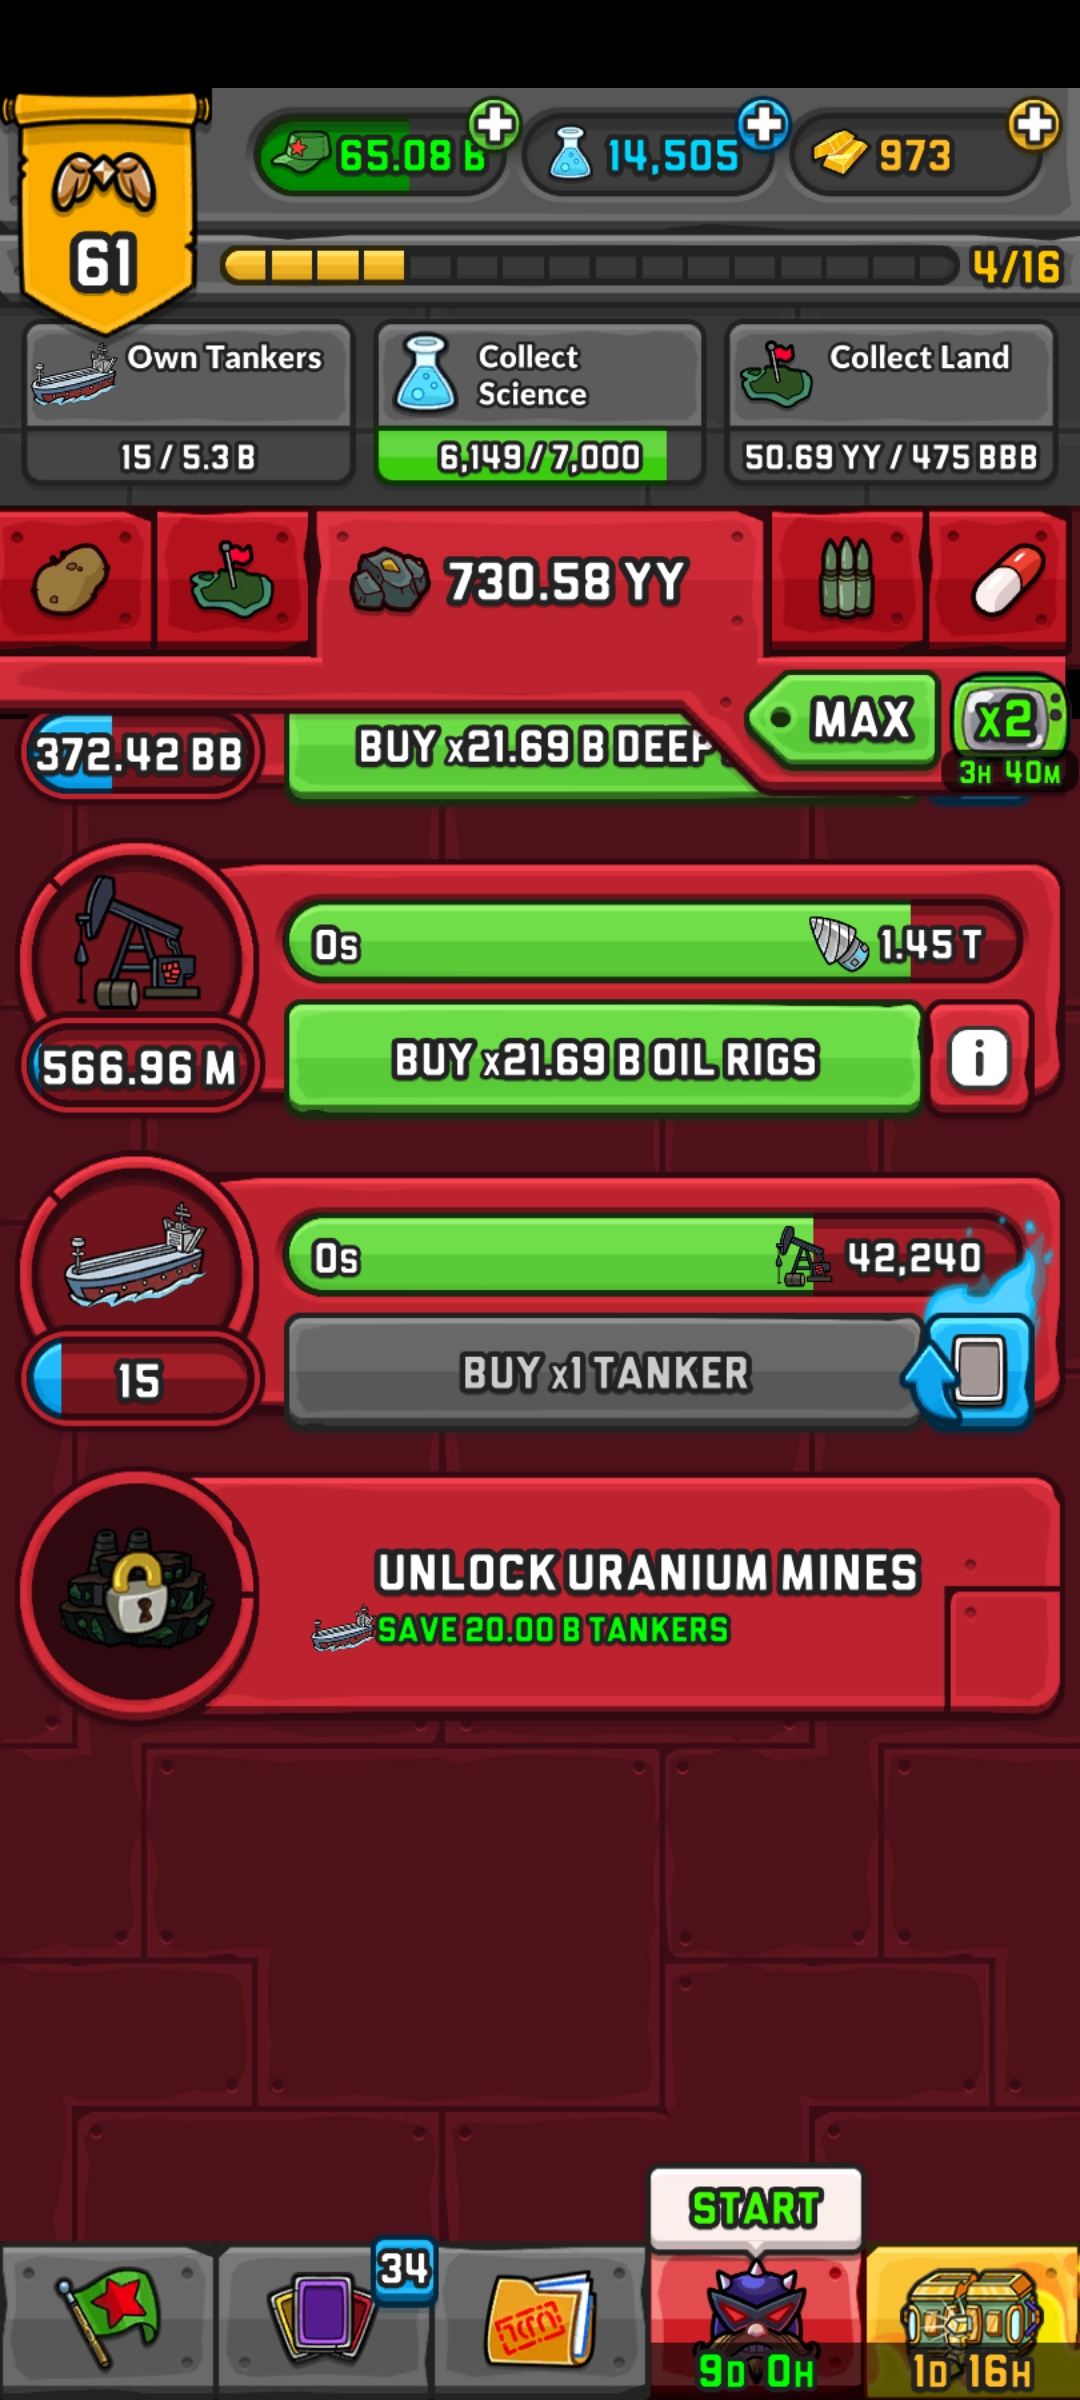 65.08 B
14,505
973
61
4/16
Own Tankers
15 / 5.3 B
Collect
Science
6,149 / 7,000
Collect Land
50.69 YY / 475 BBB
730.58 YY
MAX
x2
3H 40M
372.42 BB
BUY x21.69 B DEEP
0s
1.45 T
566.96 M
BUY x21.69 B OIL RIGS
i
0s
42,240
15
BUY x1 TANKER
UNLOCK URANIUM MINES
SAVE 20.00 B TANKERS
START
34
9D 0H
1D 16H